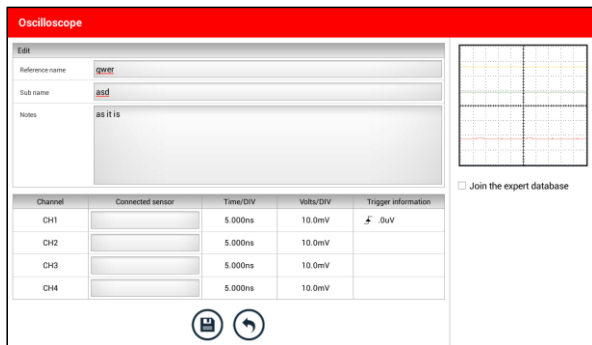 Oscilloscope
Edit
Reference name qwer
Sub name asd
Notes as it is
Join the expert database
Channel Connected sensor Time/DIV Volts/DIV Trigger information
CH1 5.000ns 10.0mV .0uV
CH2 5.000ns 10.0mV
CH3 5.000ns 10.0mV
CH4 5.000ns 10.0mV